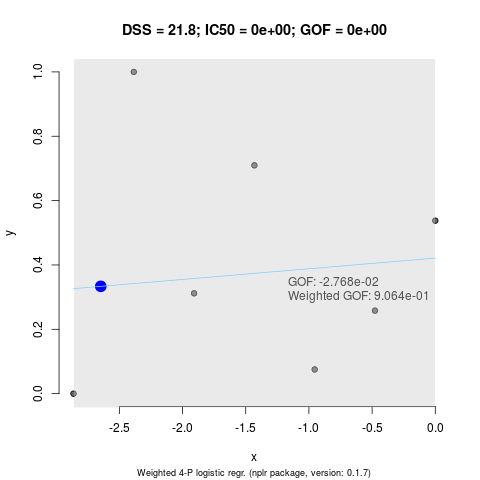 DSS = 21.8; IC50 = 0e+00; GOF = 0e+00
1.0
0.8
0.6
0.4
0.2
0.0
y
GOF: -2.768e-02
Weighted GOF: 9.064e-01
-2.5 -2.0 -1.5 -1.0 -0.5 0.0
x
Weighted 4-P logistic regr. (nplr package, version: 0.1.7)